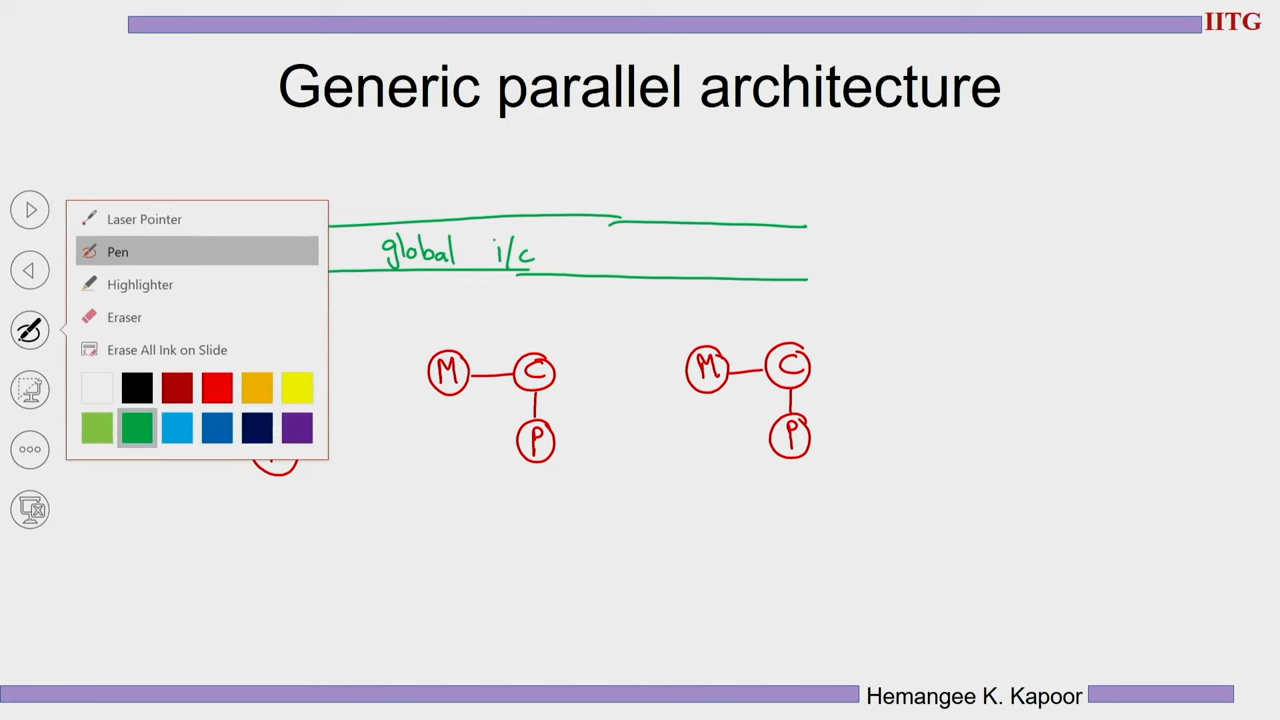 IITG
Generic parallel architecture
Laser Pointer
Pen
Highlighter
Eraser
Erase All Ink on Slide
global i/c
M C M C
P P
Hemangee K. Kapoor